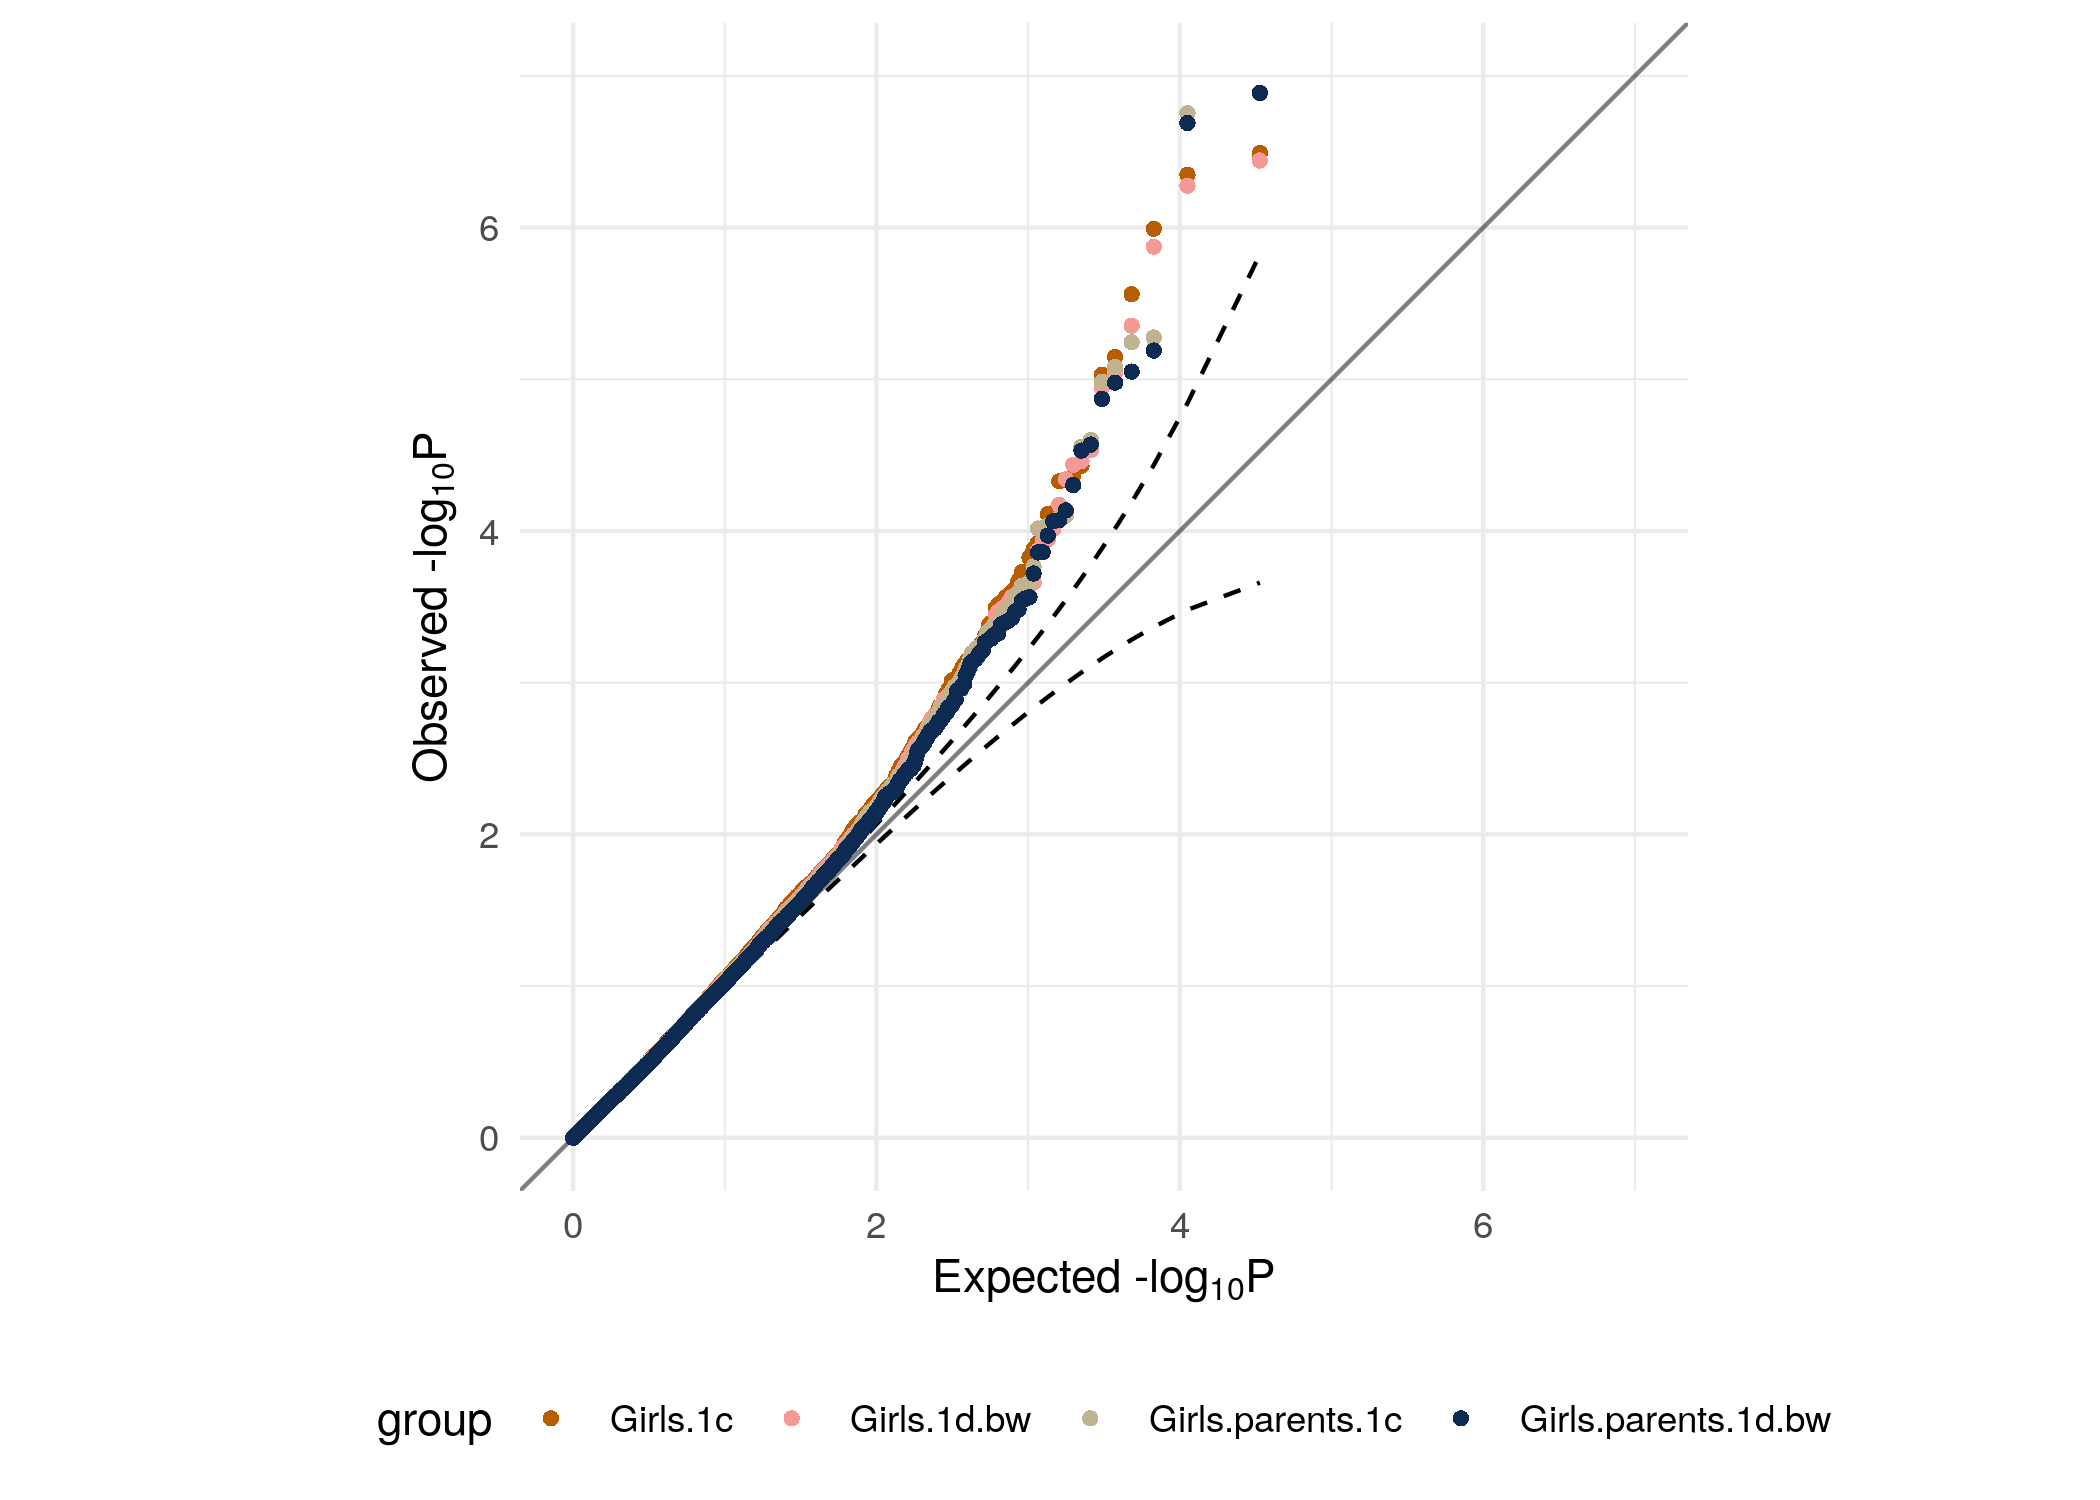 6
4
2
0
Observed -log10P
0 2 4 6
Expected -log10P
group Girls.1c Girls.1d.bw Girls.parents.1c Girls.parents.1d.bw